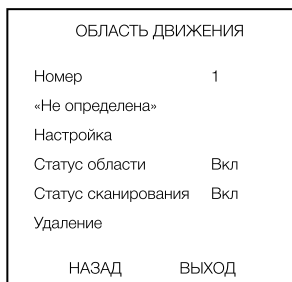 ОБЛАСТЬ ДВИЖЕНИЯ
Номер 1
«Не определена»
Настройка
Статус области Вкл
Статус сканирования Вкл
Удаление
НАЗАД ВЫХОД